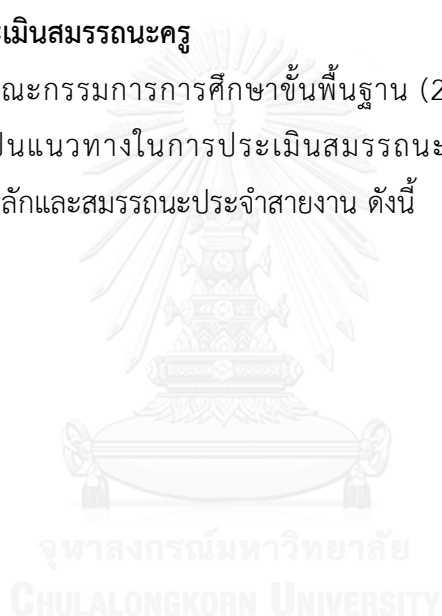 ะเมินสมรรถนะครู
ณะกรรมการการศึกษาขั้นพื้นฐาน (2
ป็นแนวทางในการประเมินสมรรถนะ
ลักและสมรรถนะประจำสายงาน ดังนี้
จุฬาลงกรณ์มหาวิทยาลัย
CHULALONGKORN UNIVERSITY